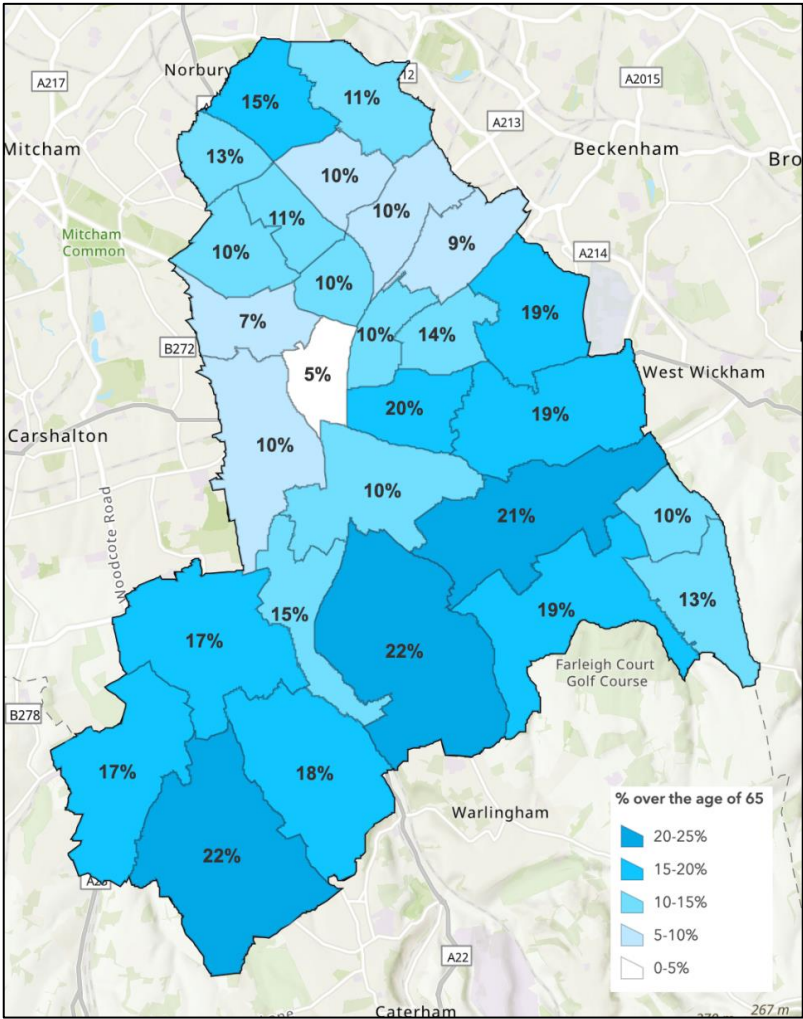 A217
Norbury
12
A2015
15%
11%
A213
Mitcham
Beckenham
Bro
13%
10%
10%
Mitcham
Common
11%
10%
9%
A214
10%
7%
19%
B272
10%
14%
5%
West Wickham
20%
19%
Carshalton
10%
10%
21%
10%
Woodcote Road
19%
13%
15%
17%
22%
Farleigh Court
Golf Course
B278
17%
18%
Warlingham
22%
A22
Caterham
267 m
% over the age of 65
20-25%
15-20%
10-15%
5-10%
0-5%